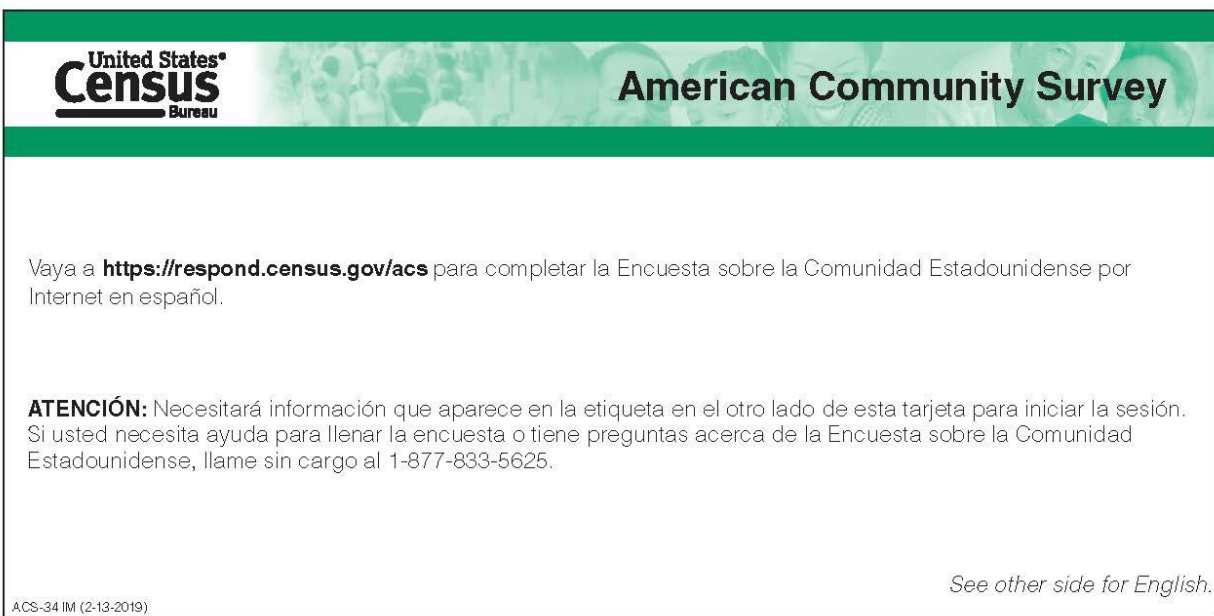 United States®
Census
Bureau
American Community Survey
Vaya a https://respond.census.gov/acs para completar la Encuesta sobre la Comunidad Estadounidense por
Internet en español.
ATENCIÓN: Necesitará información que aparece en la etiqueta en el otro lado de esta tarjeta para iniciar la sesión.
Si usted necesita ayuda para llenar la encuesta o tiene preguntas acerca de la Encuesta sobre la Comunidad
Estadounidense, llame sin cargo al 1-877-833-5625.
See other side for English.
ACS-34 IM (2-13-2019)